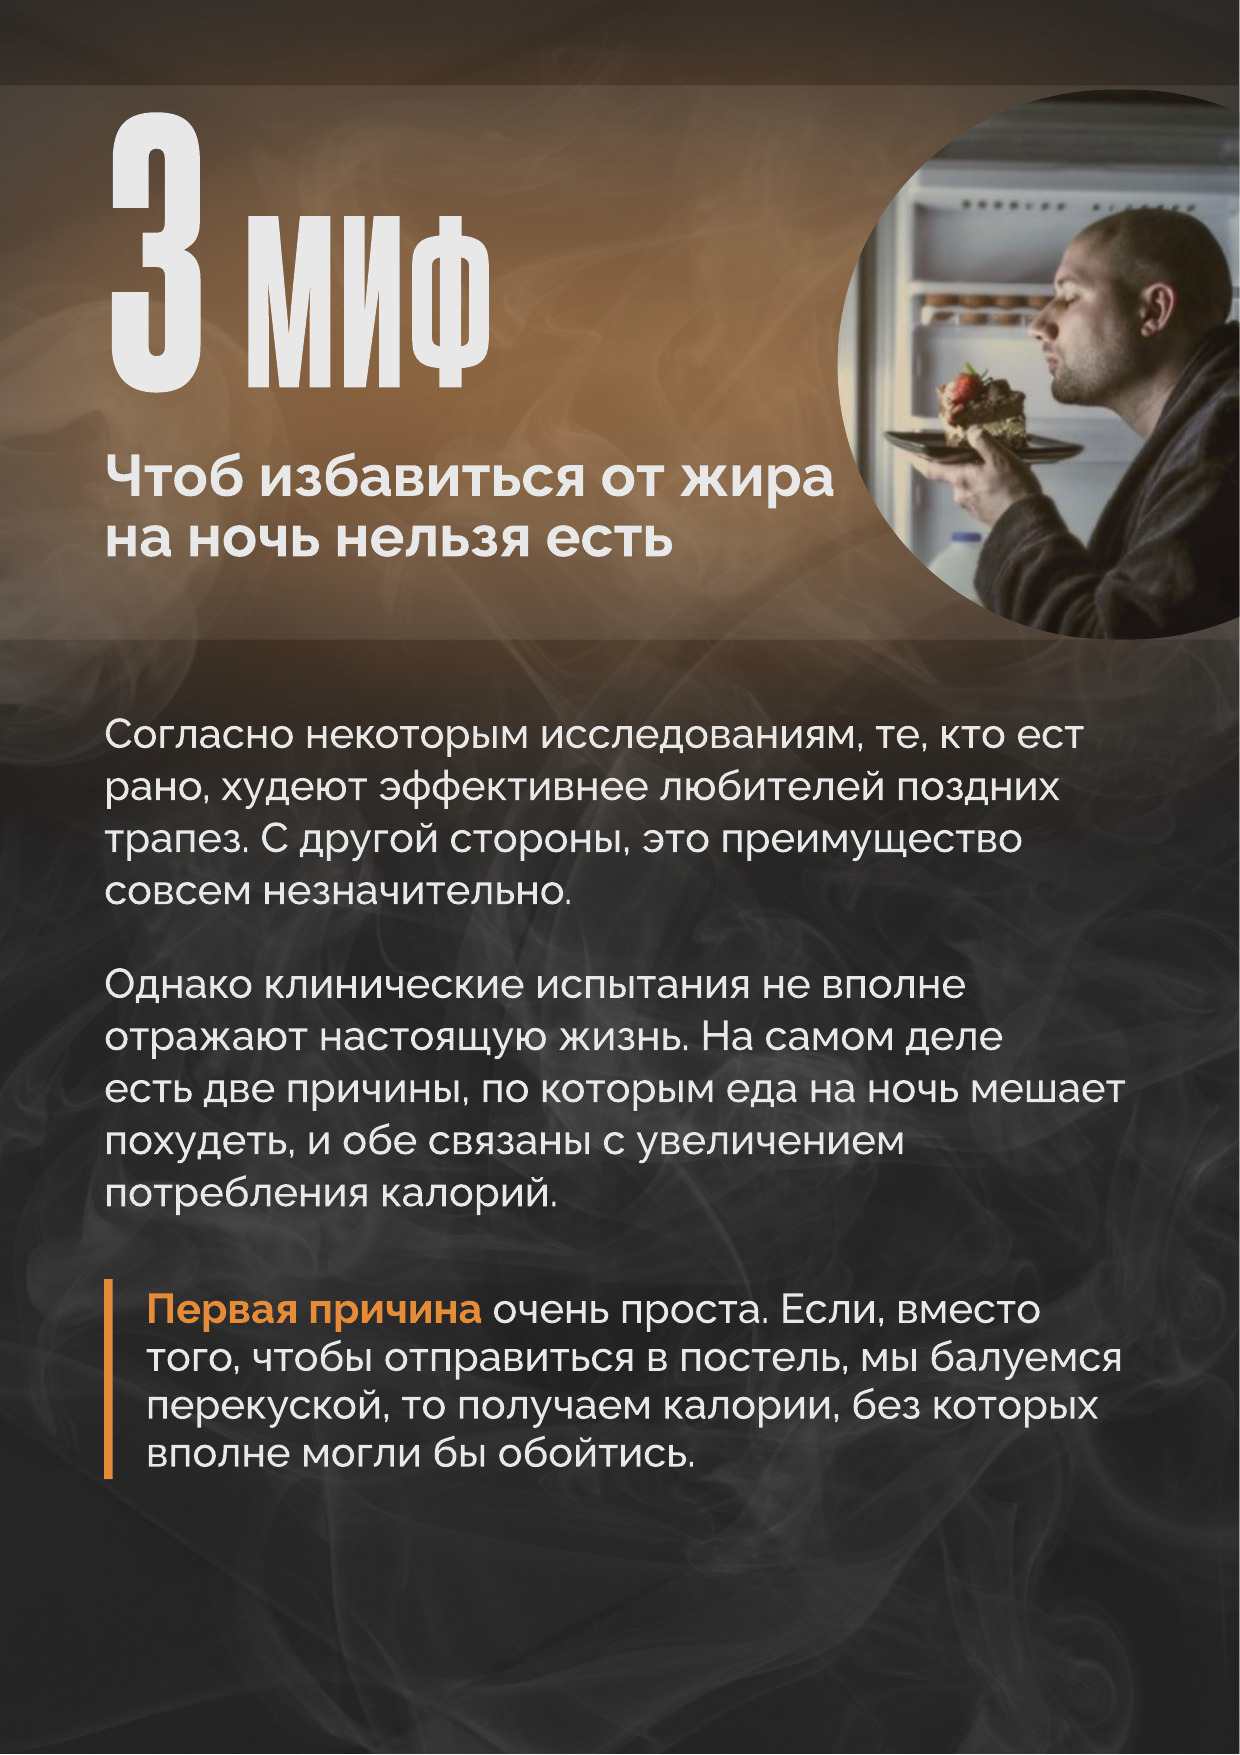 3 МИФ
Чтоб избавиться от жира
на ночь нельзя есть
Согласно некоторым исследованиям, те, кто ест
рано, худеют эффективнее любителей поздних
трапез. С другой стороны, это преимущество
совсем незначительно.
Однако клинические испытания не вполне
отражают настоящую жизнь. На самом деле
есть две причины, по которым еда на ночь мешает
похудеть, и обе связаны с увеличением
потребления калорий.
Первая причина очень проста. Если, вместо
того, чтобы отправиться в постель, мы балуемся
перекуской, то получаем калории, без которых
вполне могли бы обойтись.